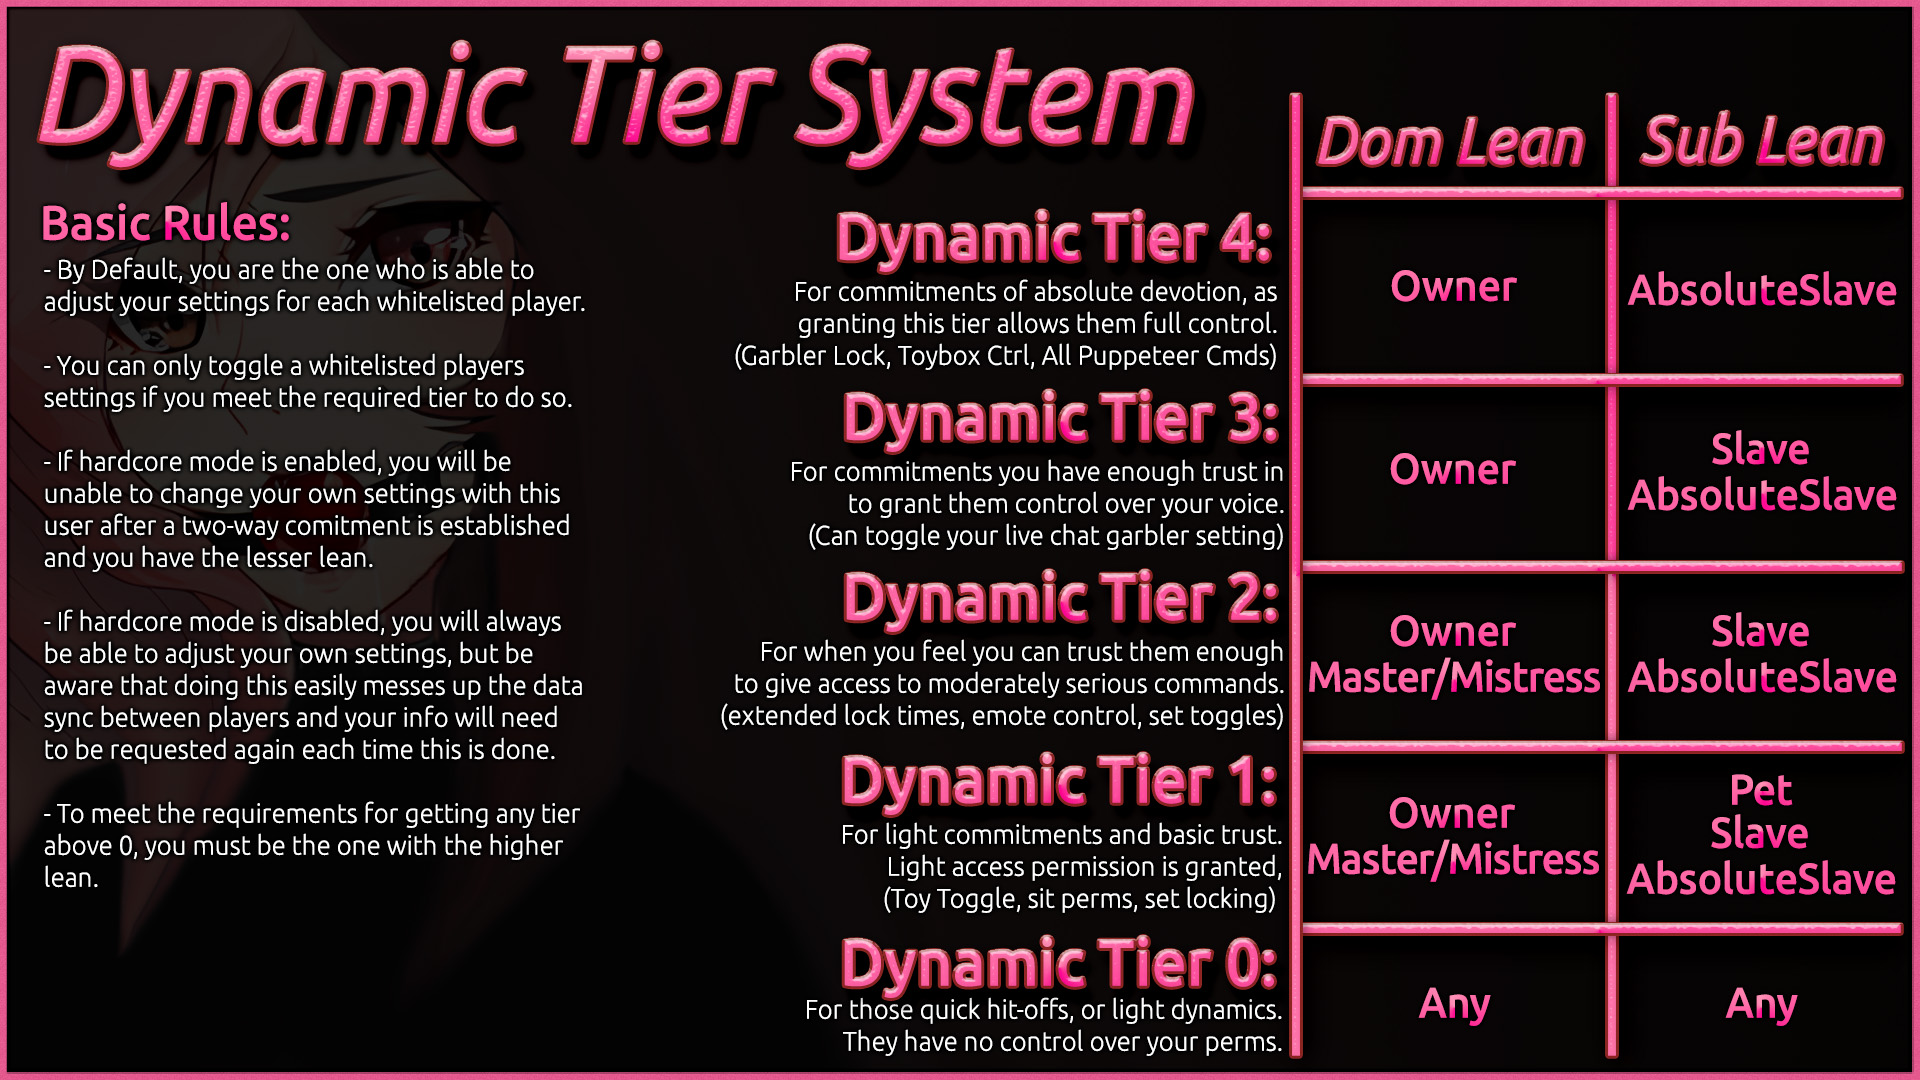 Dynamic Tier System
Basic Rules:
- By Default, you are the one who is able to
adjust your settings for each whitelisted player.
- You can only toggle a whitelisted players
settings if you meet the required tier to do so.
- If hardcore mode is enabled, you will be
unable to change your own settings with this
user after a two-way comitment is established
and you have the lesser lean.
- If hardcore mode is disabled, you will always
be able to adjust your own settings, but be
aware that doing this easily messes up the data
sync between players and your info will need
to be requested again each time this is done.
- To meet the requirements for getting any tier
above 0, you must be the one with the higher
lean.
Dom Lean
Sub Lean
Dynamic Tier 4:
For commitments of absolute devotion, as
granting this tier allows them full control.
(Garbler Lock, Toybox Ctrl, All Puppeteer Cmds)
Owner
AbsoluteSlave
Dynamic Tier 3:
For commitments you have enough trust in
to grant them control over your voice.
(Can toggle your live chat garbler setting)
Owner
Slave
AbsoluteSlave
Dynamic Tier 2:
For when you feel you can trust them enough
to give access to moderately serious commands.
(extended lock times, emote control, set toggles)
Owner
Master/Mistress
Slave
AbsoluteSlave
Dynamic Tier 1:
For light commitments and basic trust.
Light access permission is granted,
(Toy Toggle, sit perms, set locking)
Owner
Master/Mistress
Pet
Slave
AbsoluteSlave
Dynamic Tier 0:
For those quick hit-offs, or light dynamics.
They have no control over your perms.
Any
Any